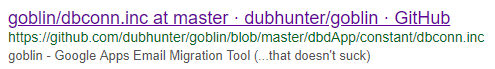 goblin/dbconn.inc at master · dubhunter/goblin · GitHub
https://github.com/dubhunter/goblin/blob/master/dbdApp/constant/dbconn.inc
goblin - Google Apps Email Migration Tool (...that doesn't suck)